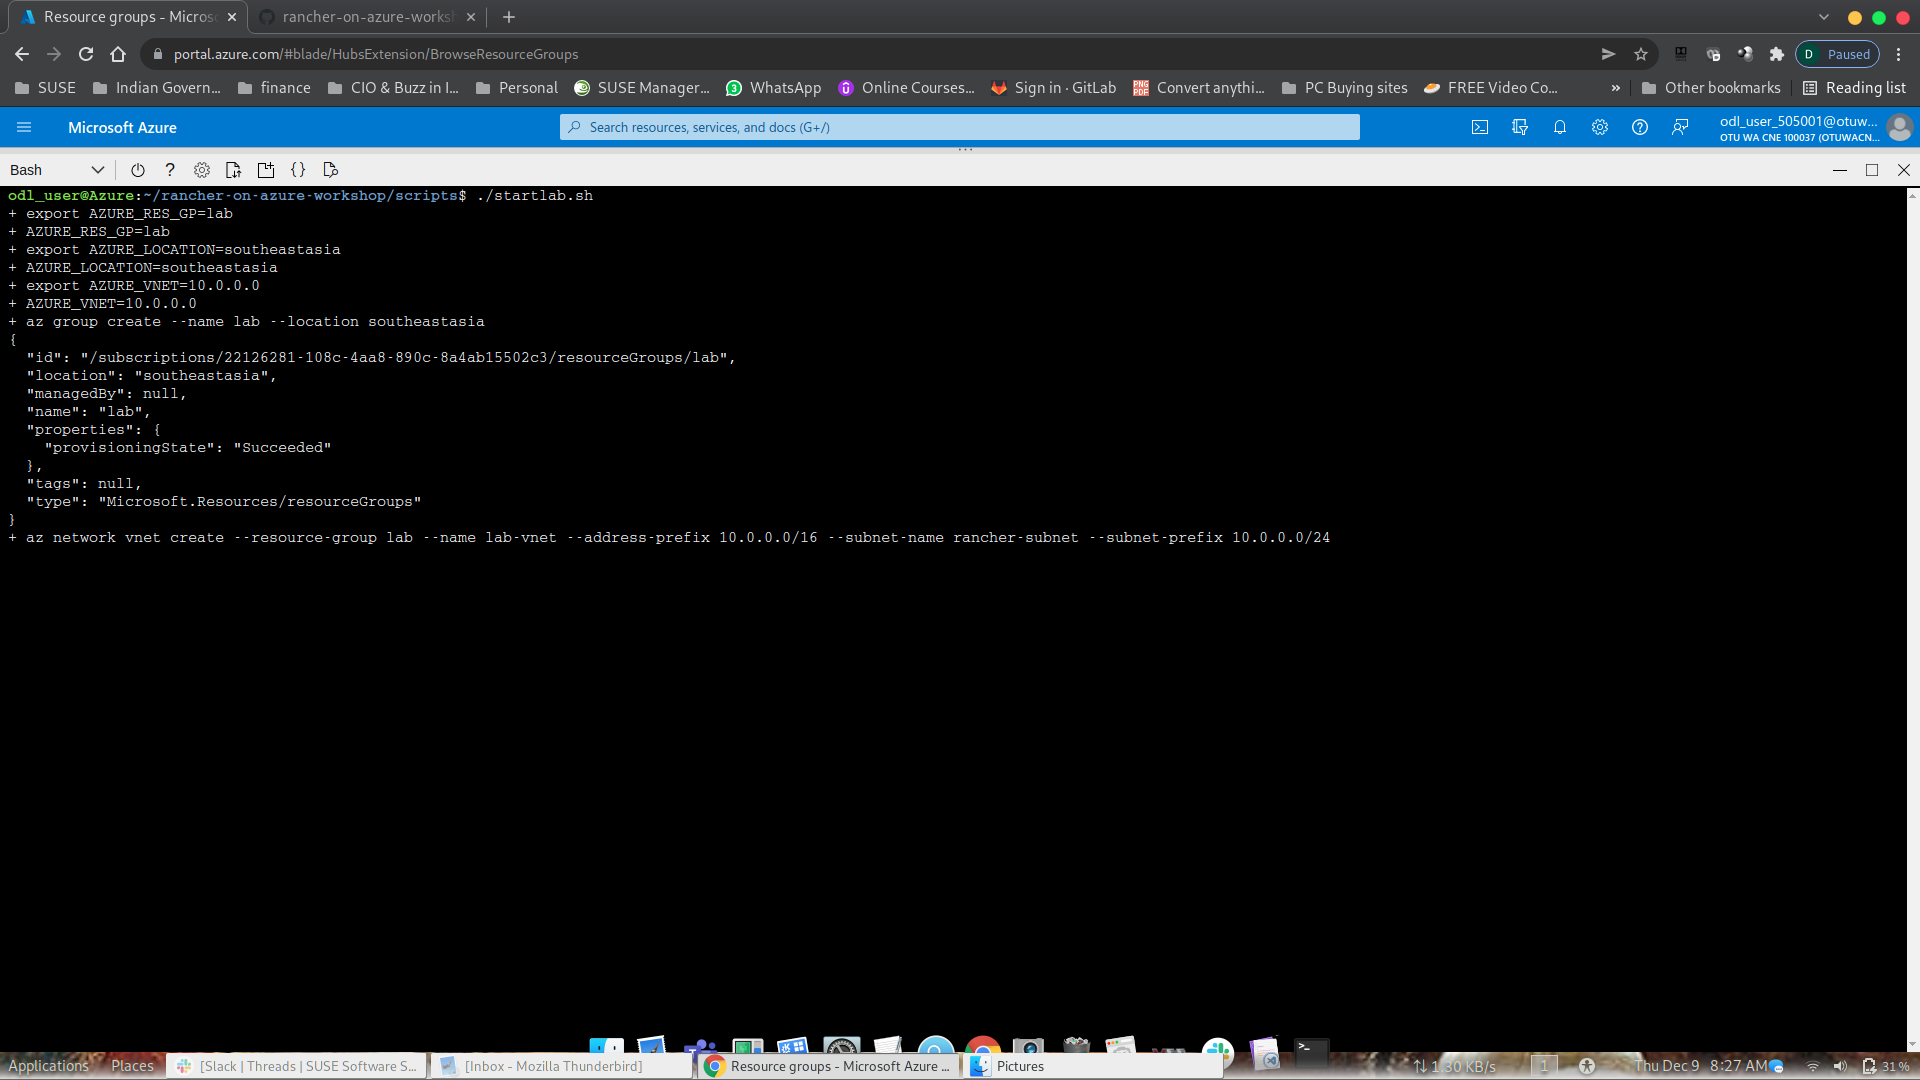 Resource groups - Micros
rancher-on-azure-worksh
portal.azure.com/#blade/HubsExtension/BrowseResourceGroups
D Paused
SUSE Indian Govern... finance CIO & Buzz in I... Personal SUSE Manager... WhatsApp Online Courses... Sign in · GitLab Convert anythi... PC Buying sites FREE Video Co... » Other bookmarks Reading list
Microsoft Azure
Search resources, services, and docs (G+/)
odl_user_505001@otuw...
OTU WA CNE 100037 (OTUWACN...
Bash
odl_user@Azure:~/rancher-on-azure-workshop/scripts$ ./startlab.sh
+ export AZURE_RES_GP=lab
+ AZURE_RES_GP=lab
+ export AZURE_LOCATION=southeastasia
+ AZURE_LOCATION=southeastasia
+ export AZURE_VNET=10.0.0.0
+ AZURE_VNET=10.0.0.0
+ az group create --name lab --location southeastasia
{
  "id": "/subscriptions/22126281-108c-4aa8-890c-8a4ab15502c3/resourceGroups/lab",
  "location": "southeastasia",
  "managedBy": null,
  "name": "lab",
  "properties": {
    "provisioningState": "Succeeded"
  },
  "tags": null,
  "type": "Microsoft.Resources/resourceGroups"
}
+ az network vnet create --resource-group lab --name lab-vnet --address-prefix 10.0.0.0/16 --subnet-name rancher-subnet --subnet-prefix 10.0.0.0/24
Applications Places [Slack | Threads | SUSE Software S... [Inbox - Mozilla Thunderbird] Resource groups - Microsoft Azure ... Pictures 1.30 KB/s 1 Thu Dec 9 8:27 AM 31 %